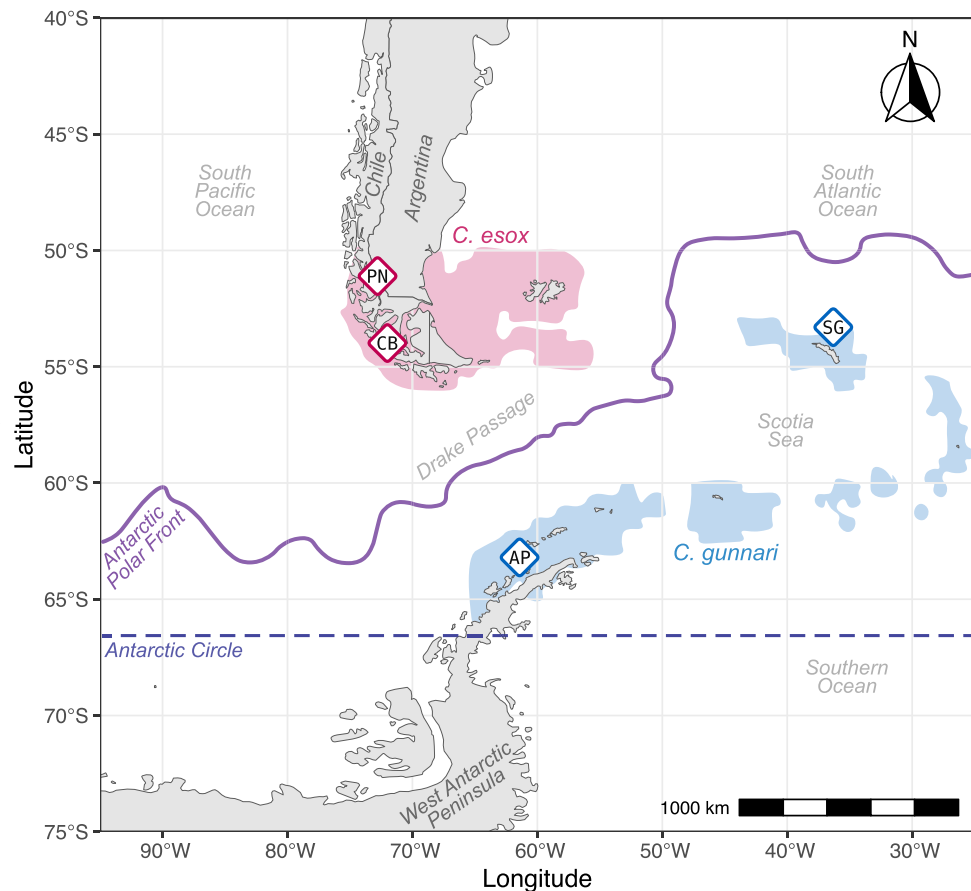 40°S
45°S
50°S
55°S
60°S
65°S
70°S
75°S
Latitude
90°W
80°W
70°W
60°W
50°W
40°W
30°W
Longitude
N
South
Pacific
Ocean
Chile
Argentina
South
Atlantic
Ocean
C. esox
PN
CB
SG
Drake Passage
Scotia
Sea
Antarctic
Polar Front
AP
C. gunnari
Antarctic Circle
Southern
Ocean
West Antarctic
Peninsula
1000 km